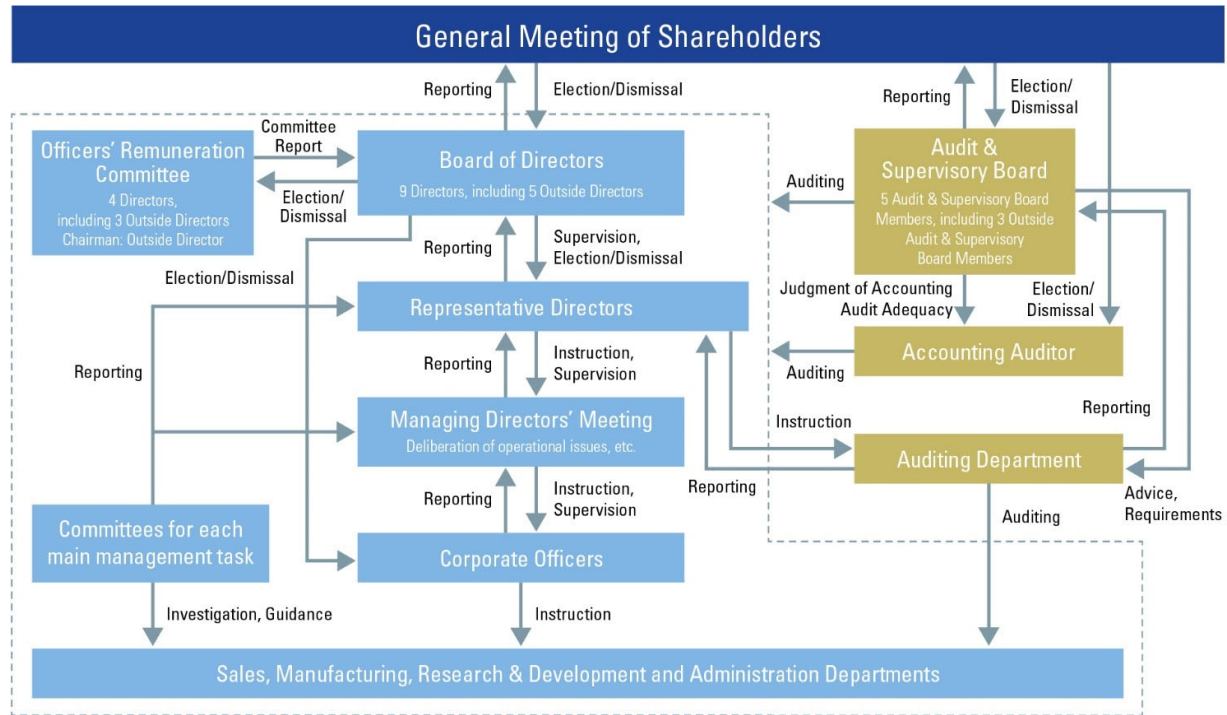 General Meeting of Shareholders
Reporting
Election/Dismissal
Reporting
Election/
Dismissal
Officers' Remuneration
Committee
4 Directors,
including 3 Outside Directors
Chairman: Outside Director
Committee
Report
Election/
Dismissal
Board of Directors
9 Directors, including 5 Outside Directors
Auditing
Audit &
Supervisory Board
5 Audit & Supervisory Board
Members, including 3 Outside
Audit & Supervisory
Board Members
Election/Dismissal
Reporting
Supervision,
Election/Dismissal
Judgment of Accounting
Audit Adequacy
Election/
Dismissal
Representative Directors
Accounting Auditor
Auditing
Reporting
Reporting
Instruction,
Supervision
Managing Directors' Meeting
Deliberation of operational issues, etc.
Instruction
Reporting
Auditing Department
Reporting
Instruction,
Supervision
Reporting
Auditing
Advice,
Requirements
Committees for each
main management task
Corporate Officers
Investigation, Guidance
Instruction
Sales, Manufacturing, Research & Development and Administration Departments